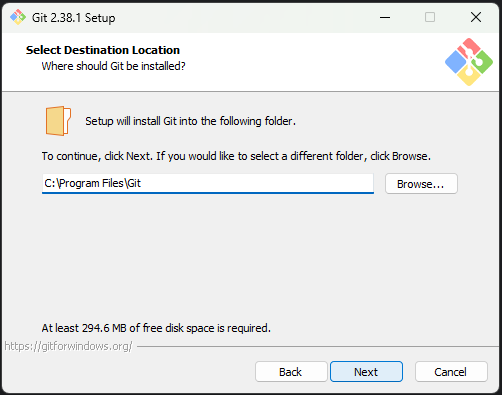 Git 2.38.1 Setup
Select Destination Location
Where should Git be installed?
Setup will install Git into the following folder.
To continue, click Next. If you would like to select a different folder, click Browse.
C:\Program Files\Git
Browse...
At least 294.6 MB of free disk space is required.
https://gitforwindows.org/
Back
Next
Cancel